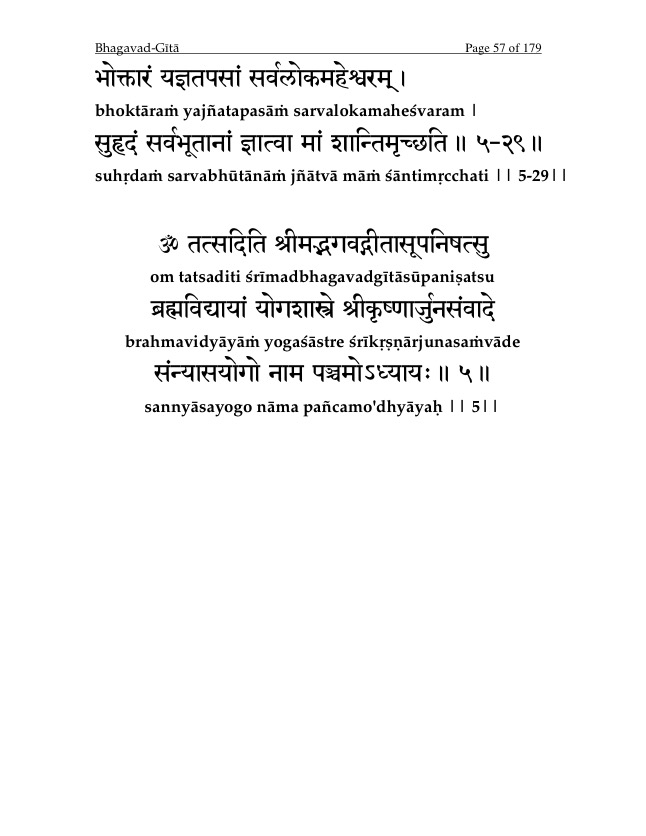 Bhagavad-Gītā Page 57 of 179
भोक्तारं यज्ञतपसां सर्वलोकमहेश्वरम् ।
bhoktāraṁ yajñatapasāṁ sarvalokamaheśvaram |
सुहृदं सर्वभूतानां ज्ञात्वा मां शान्तिमृच्छति ॥ ५-२९॥
suhṛdaṁ sarvabhūtānāṁ jñātvā māṁ śāntimṛcchati || 5-29||
ॐ तत्सदिति श्रीमद्भगवद्गीतासूपनिषत्सु
om tatsaditi śrīmadbhagavadgītāsūpaniṣatsu
ब्रह्मविद्यायां योगशास्त्रे श्रीकृष्णार्जुनसंवादे
brahmavidyāyāṁ yogaśāstre śrīkṛṣṇārjunasaṁvāde
संन्यासयोगो नाम पञ्चमोऽध्यायः ॥ ५॥
sannyāsayogo nāma pañcamo'dhyāyaḥ || 5||